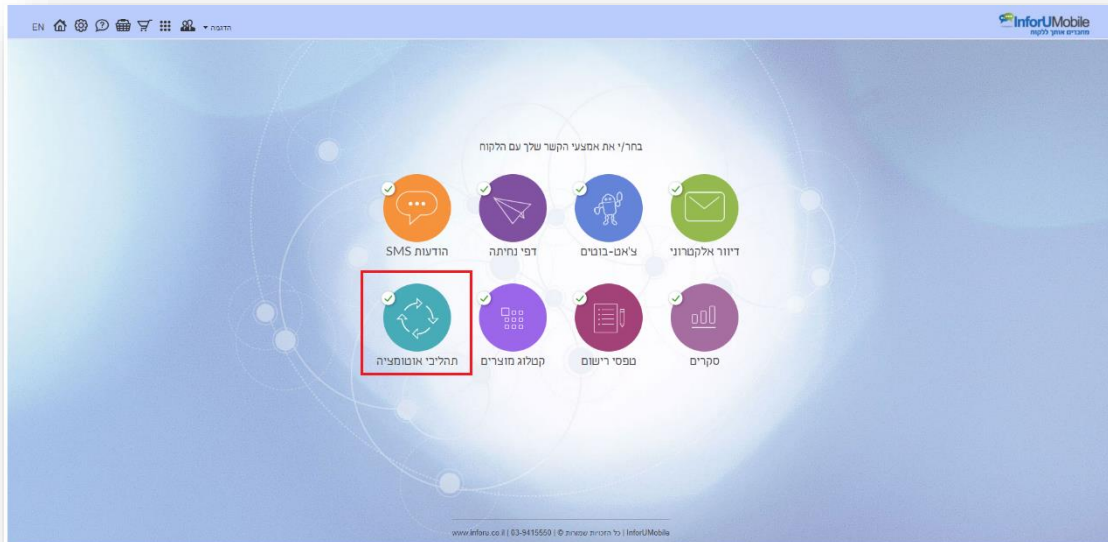 InforUMobile
מחברים אותך ללקוח
הדגמה
EN
בחר/י את אמצעי הקשר שלך עם הלקוח
דיוור אלקטרוני
צ'אט-בוטים
דפי נחיתה
הודעות SMS
סקרים
טפסי רישום
קטלוג מוצרים
תהליכי אוטומציה
InforUMobile | כל הזכויות שמורות © | 03-9415550 | www.inforu.co.il